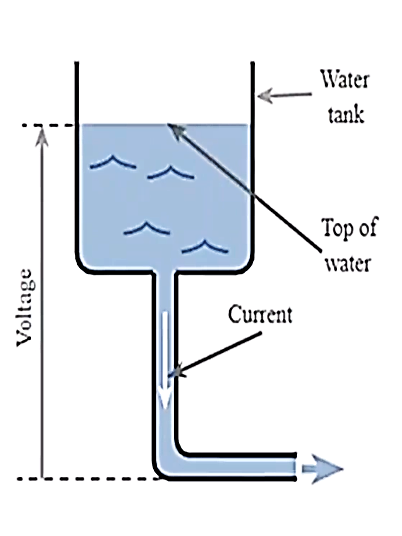 Water
tank
Top of
water
Voltage
Current